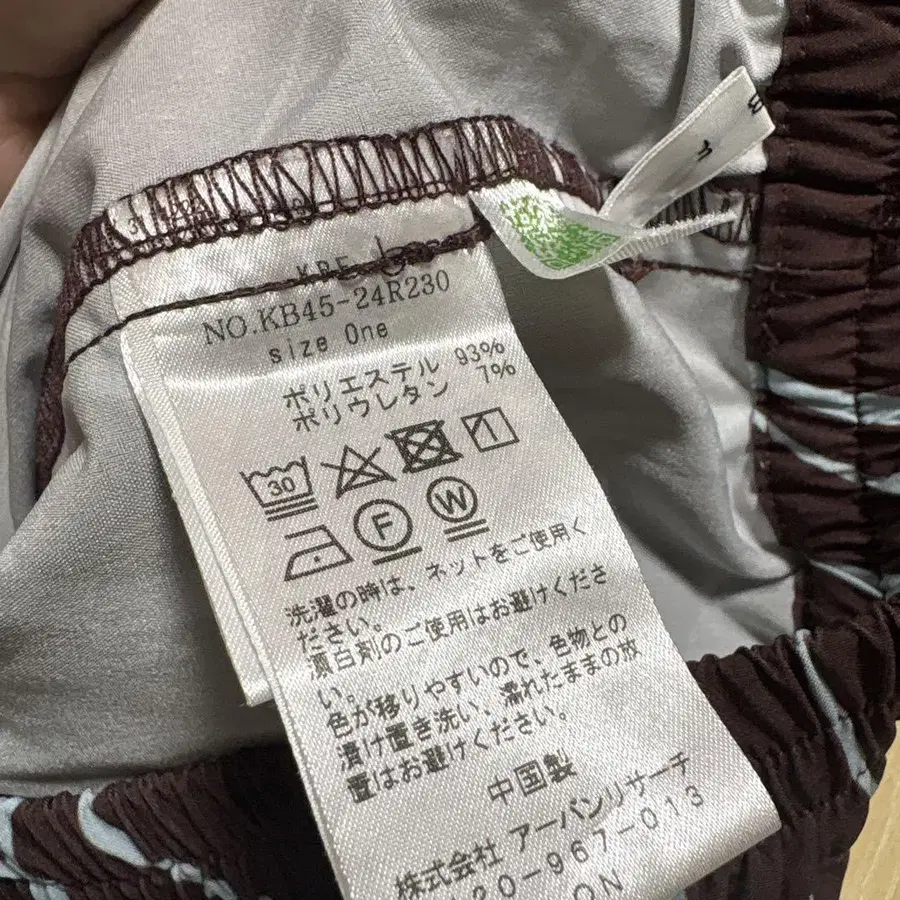 KBF
NO.KB45-24R230
size One
ポリエステル 93%
ポリウレタン 7%
30
F
W
洗濯の時は、ネットをご使用く
ださい。
漂白剤のご使用はお避けくださ
い。
色が移りやすいので、色物との
漬け置き洗い、濡れたままの放
置はお避けください。
中国製
株式会社 アーバンリサーチ
20-967-013
ON